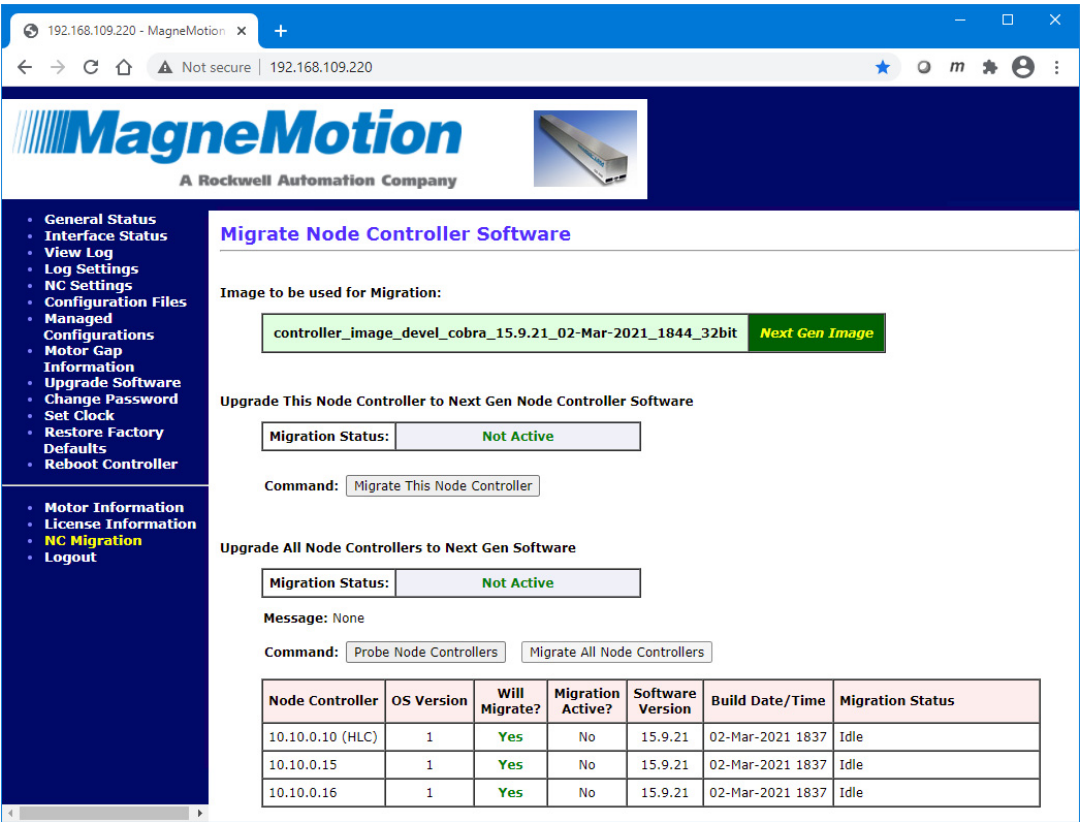 192.168.109.220 - MagneMotion
Not secure | 192.168.109.220
m
MagneMotion
A Rockwell Automation Company
General Status
Interface Status
View Log
Log Settings
NC Settings
Configuration Files
Managed
Configurations
Motor Gap
Information
Upgrade Software
Change Password
Set Clock
Restore Factory
Defaults
Reboot Controller
Motor Information
License Information
NC Migration
Logout
Migrate Node Controller Software
Image to be used for Migration:
controller_image_devel_cobra_15.9.21_02-Mar-2021_1844_32bit Next Gen Image
Upgrade This Node Controller to Next Gen Node Controller Software
Migration Status: Not Active
Command: Migrate This Node Controller
Upgrade All Node Controllers to Next Gen Software
Migration Status: Not Active
Message: None
Command: Probe Node Controllers Migrate All Node Controllers
Node Controller OS Version Will Migrate? Migration Active? Software Version Build Date/Time Migration Status
10.10.0.10 (HLC) 1 Yes No 15.9.21 02-Mar-2021 1837 Idle
10.10.0.15 1 Yes No 15.9.21 02-Mar-2021 1837 Idle
10.10.0.16 1 Yes No 15.9.21 02-Mar-2021 1837 Idle